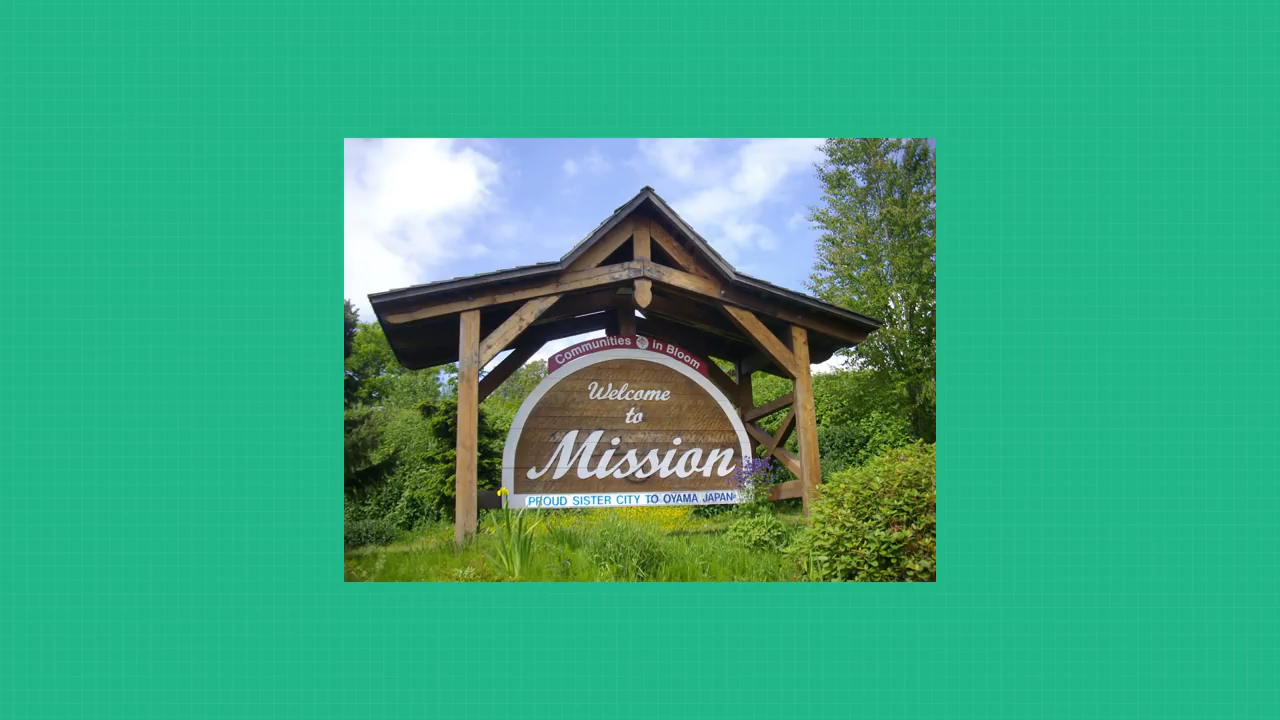 Communities in Bloom
Welcome
to
Mission
PROUD SISTER CITY TO OYAMA JAPAN